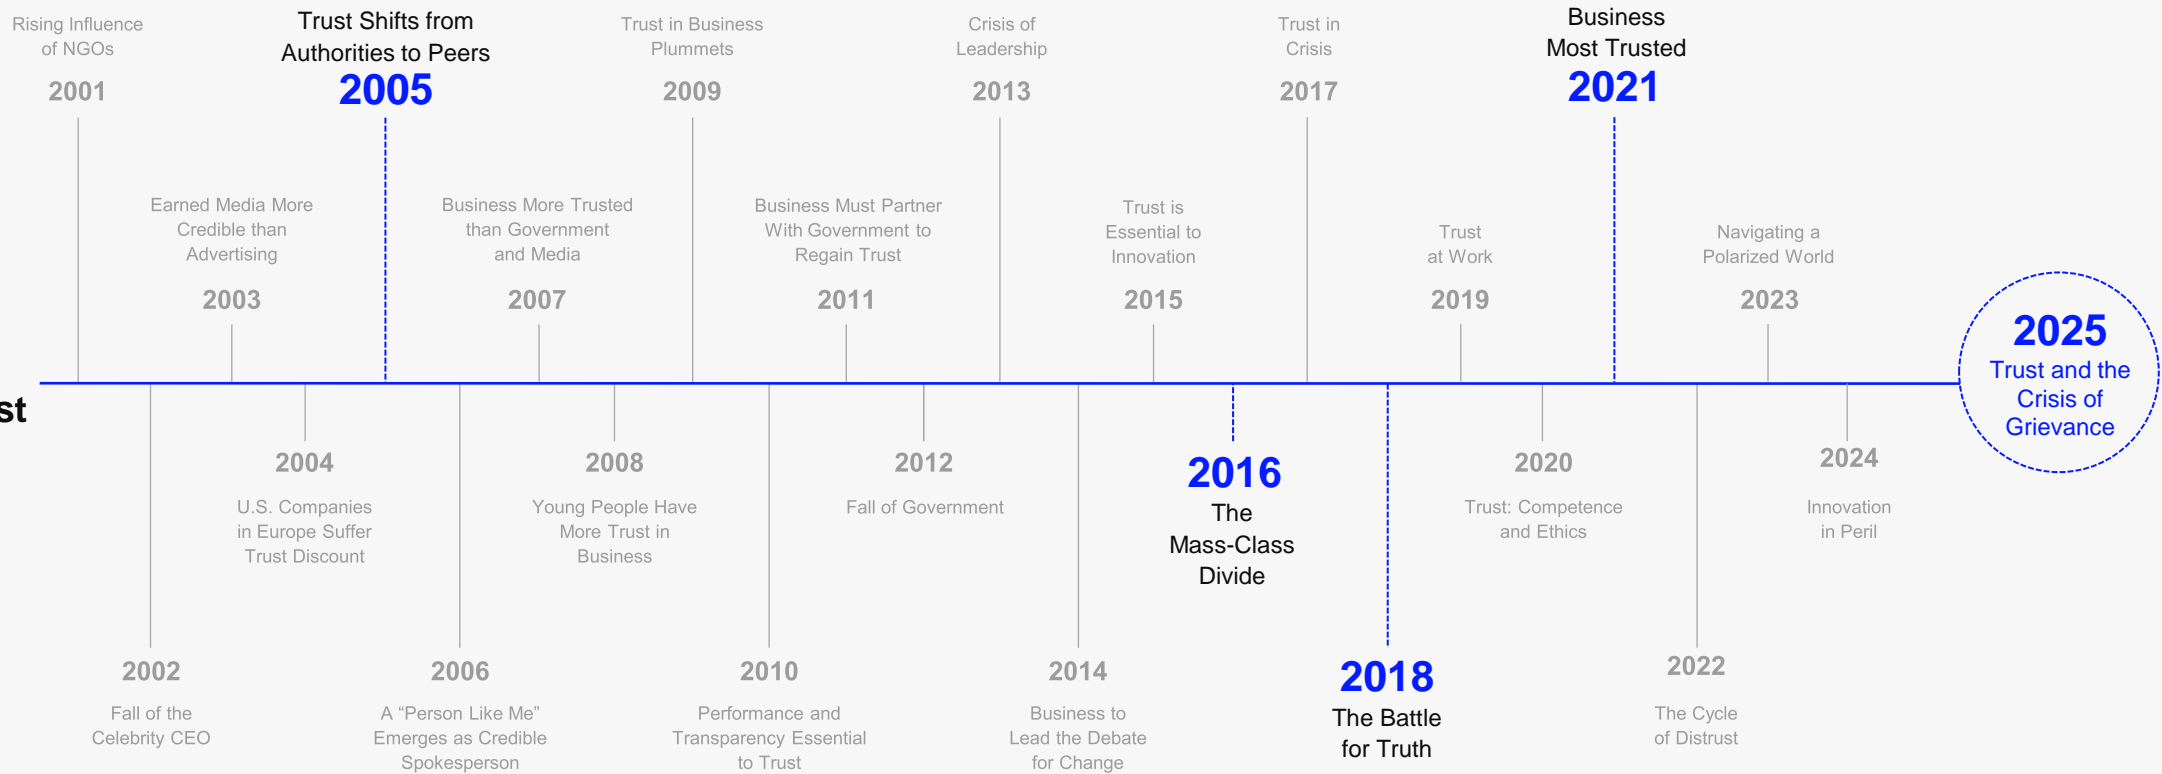 Rising Influence
of NGOs
2001
Trust Shifts from
Authorities to Peers
2005
Trust in Business
Plummets
2009
Crisis of
Leadership
2013
Trust in
Crisis
2017
Business
Most Trusted
2021
Earned Media More
Credible than
Advertising
2003
Business More Trusted
than Government
and Media
2007
Business Must Partner
With Government to
Regain Trust
2011
Trust is
Essential to
Innovation
2015
Trust
at Work
2019
Navigating a
Polarized World
2023
2025
Trust and the
Crisis of
Grievance
st
2004
U.S. Companies
in Europe Suffer
Trust Discount
2008
Young People Have
More Trust in
Business
2012
Fall of Government
2016
The
Mass-Class
Divide
2020
Trust: Competence
and Ethics
2024
Innovation
in Peril
2002
Fall of the
Celebrity CEO
2006
A “Person Like Me”
Emerges as Credible
Spokesperson
2010
Performance and
Transparency Essential
to Trust
2014
Business to
Lead the Debate
for Change
2018
The Battle
for Truth
2022
The Cycle
of Distrust